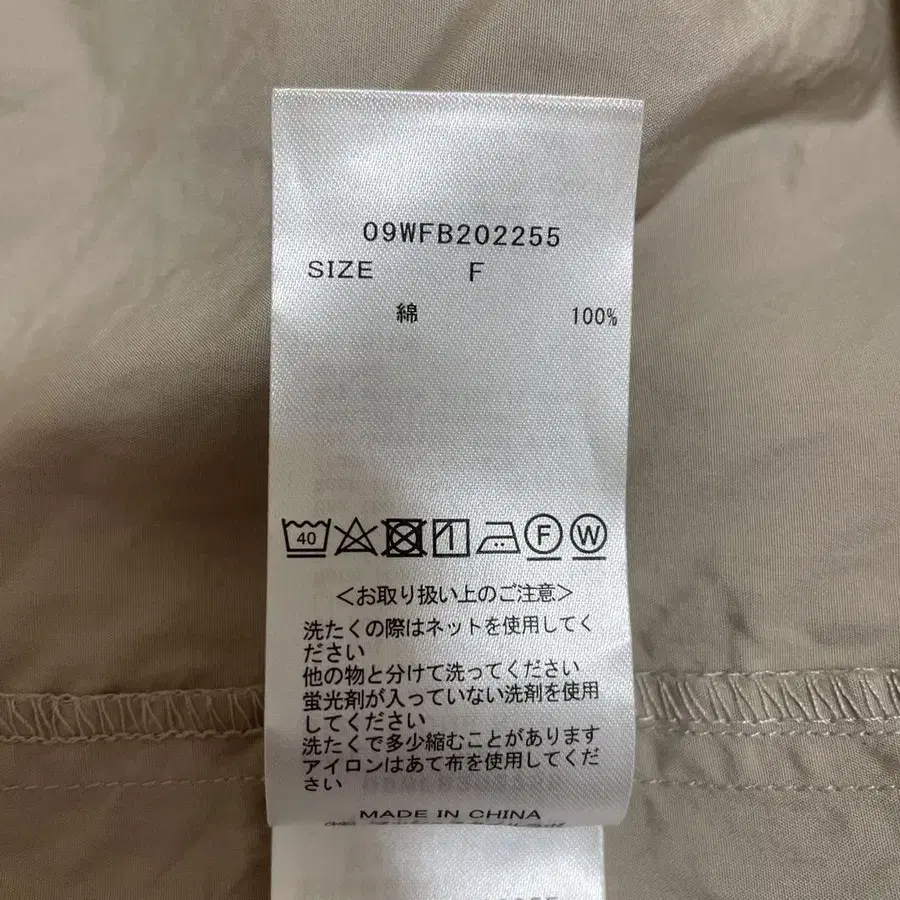 09WFB202255
SIZE F
綿 100%
40 F W
<お取り扱い上のご注意>
洗たくの際はネットを使用してく
ださい
他の物と分けて洗ってください
蛍光剤が入っていない洗剤を使用
してください
洗たくで多少縮むことがあります
アイロンはあて布を使用してくだ
さい
MADE IN CHINA